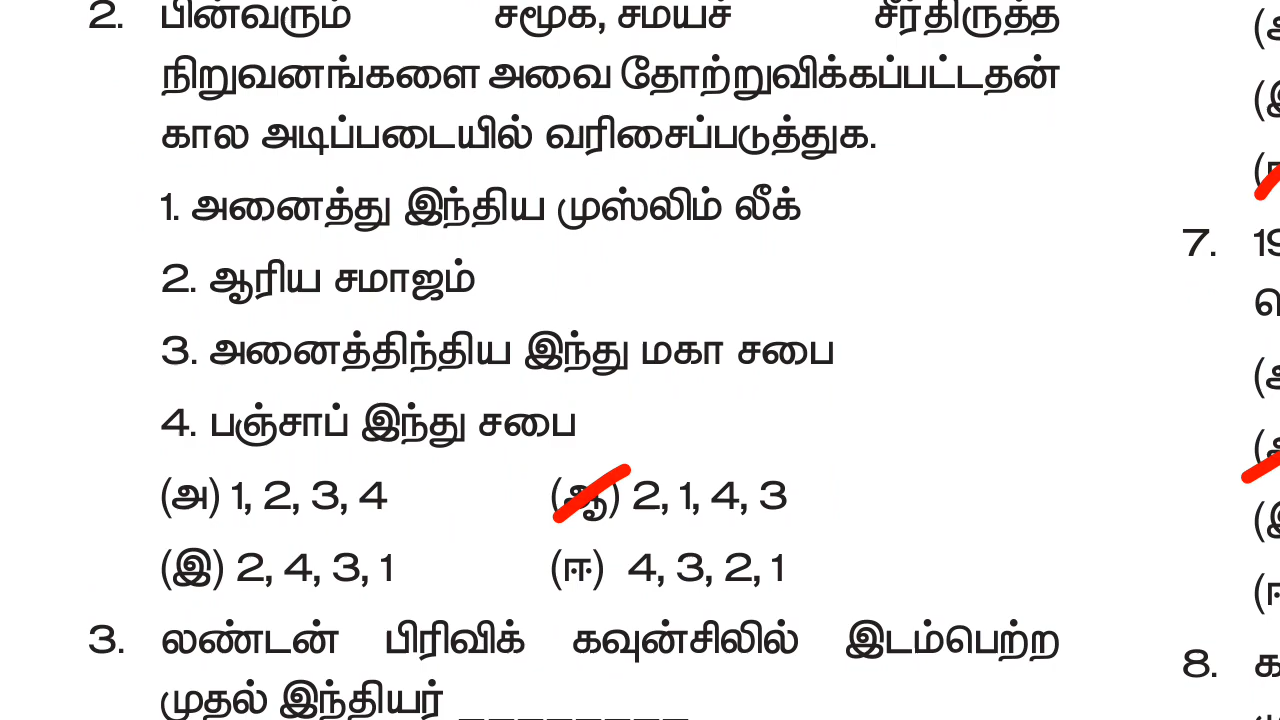 2. பின்வரும் சமூக, சமயச் சீர்திருத்த
நிறுவனங்களை அவை தோற்றுவிக்கப்பட்டதன்
கால அடிப்படையில் வரிசைப்படுத்துக.
1. அனைத்து இந்திய முஸ்லிம் லீக்
2. ஆரிய சமாஜம்
3. அனைத்திந்திய இந்து மகா சபை
4. பஞ்சாப் இந்து சபை
(அ) 1, 2, 3, 4 (ஆ) 2, 1, 4, 3
(இ) 2, 4, 3, 1 (ஈ) 4, 3, 2, 1
3. லண்டன் பிரிவிக் கவுன்சிலில் இடம்பெற்ற
முதல் இந்தியர் _________
7. 19
8.